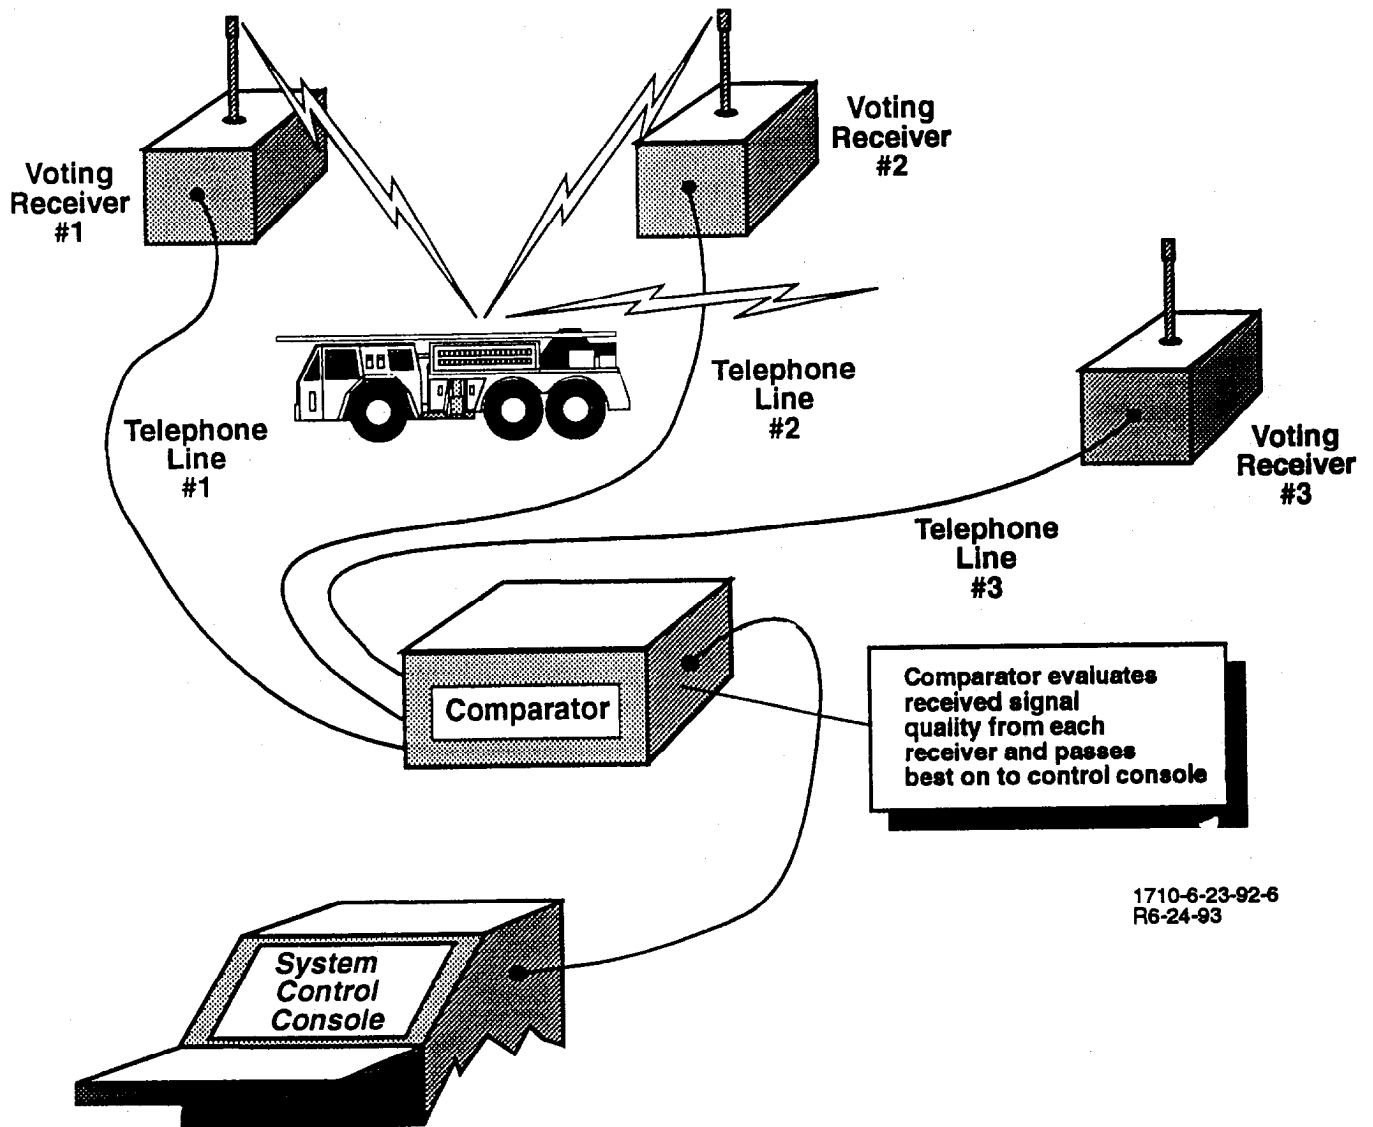 Voting
Receiver
#1
Voting
Receiver
#2
Telephone
Line
#1
Telephone
Line
#2
Voting
Receiver
#3
Telephone
Line
#3
Comparator
Comparator evaluates
received signal
quality from each
receiver and passes
best on to control console
1710-6-23-92-6
R6-24-93
System
Control
Console